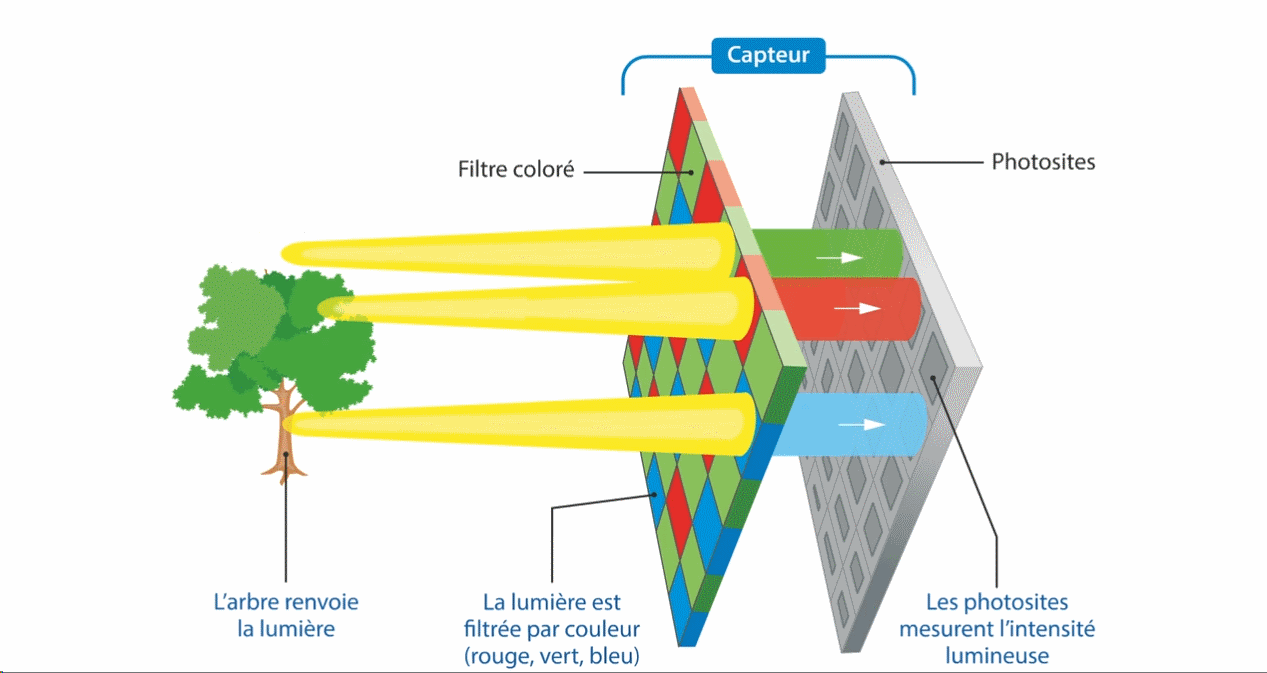 Capteur
Filtre coloré
Photosites
L'arbre renvoie
la lumière
La lumière est
filtrée par couleur
(rouge, vert, bleu)
Les photosites
mesurent l'intensité
lumineuse